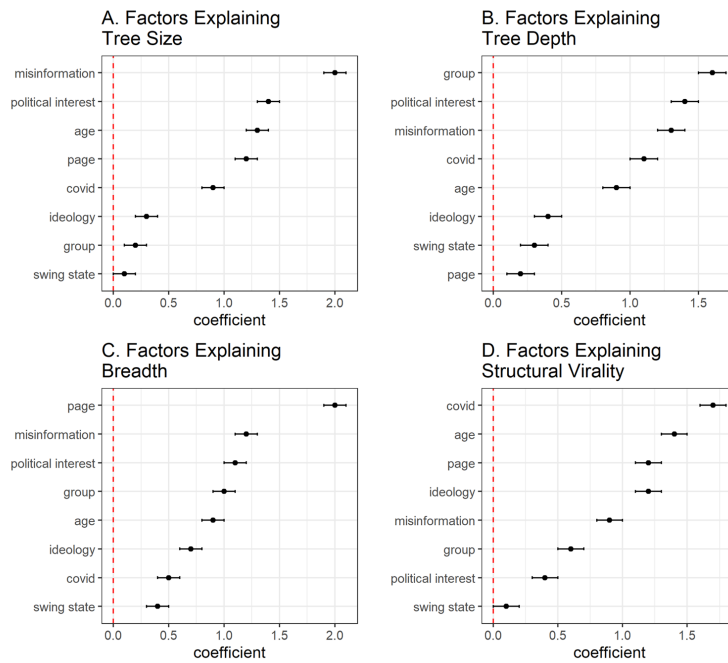 A. Factors Explaining
Tree Size
misinformation
political interest
age
page
covid
ideology
group
swing state
0.0 0.5 1.0 1.5 2.0
coefficient
B. Factors Explaining
Tree Depth
group
political interest
misinformation
covid
age
ideology
swing state
page
0.0 0.5 1.0 1.5
coefficient
C. Factors Explaining
Breadth
page
misinformation
political interest
group
age
ideology
covid
swing state
0.0 0.5 1.0 1.5 2.0
coefficient
D. Factors Explaining
Structural Virality
covid
age
page
ideology
misinformation
group
political interest
swing state
0.0 0.5 1.0 1.5
coefficient